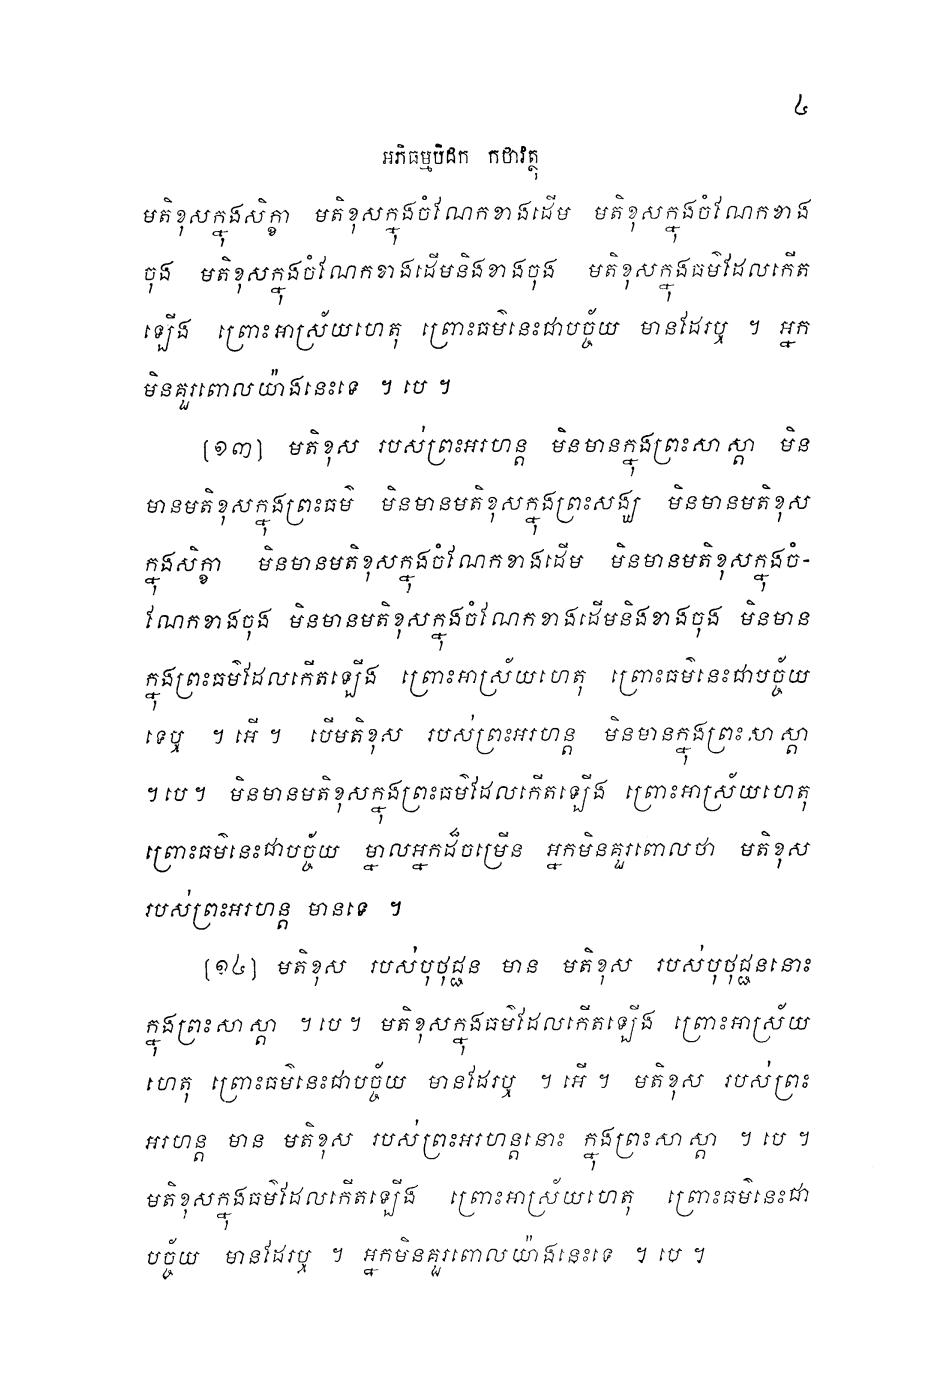 ៤
អភិធម្មបិដក កថាវត្ថុ
មតិខុសក្នុងសិក្ខា មតិខុសក្នុងចំណែកខាងដើម មតិខុសក្នុងចំណែកខាង
ចុង មតិខុសក្នុងចំណែកខាងដើមនិងខាងចុង មតិខុសក្នុងធម៌ដែលកើត
ឡើង ព្រោះអាស្រ័យហេតុ ព្រោះធម៌នេះជាបច្ច័យ មានដែរឬ ។ អ្នក
មិនគួរពោលយ៉ាងនេះទេ ។ បេ ។
(១៣) មតិខុស របស់ព្រះអរហន្ត មិនមានក្នុងព្រះសាស្តា មិន
មានមតិខុសក្នុងព្រះធម៌ មិនមានមតិខុសក្នុងព្រះសង្ឃ មិនមានមតិខុស
ក្នុងសិក្ខា មិនមានមតិខុសក្នុងចំណែកខាងដើម មិនមានមតិខុសក្នុងចំ-
ណែកខាងចុង មិនមានមតិខុសក្នុងចំណែកខាងដើមនិងខាងចុង មិនមាន
ក្នុងព្រះធម៌ដែលកើតឡើង ព្រោះអាស្រ័យហេតុ ព្រោះធម៌នេះជាបច្ច័យ
ទេឬ ។ អើ ។ បើមតិខុស របស់ព្រះអរហន្ត មិនមានក្នុងព្រះសាស្តា
។ បេ ។ មិនមានមតិខុសក្នុងព្រះធម៌ដែលកើតឡើង ព្រោះអាស្រ័យហេតុ
ព្រោះធម៌នេះជាបច្ច័យ ម្នាលអ្នកដ៏ចម្រើន អ្នកមិនគួរពោលថា មតិខុស
របស់ព្រះអរហន្ត មានទេ ។
(១៤) មតិខុស របស់បុថុជ្ជន មាន មតិខុស របស់បុថុជ្ជននោះ
ក្នុងព្រះសាស្តា ។ បេ ។ មតិខុសក្នុងធម៌ដែលកើតឡើង ព្រោះអាស្រ័យ
ហេតុ ព្រោះធម៌នេះជាបច្ច័យ មានដែរឬ ។ អើ ។ មតិខុស របស់ព្រះ
អរហន្ត មាន មតិខុស របស់ព្រះអរហន្តនោះ ក្នុងព្រះសាស្តា ។ បេ ។
មតិខុសក្នុងធម៌ដែលកើតឡើង ព្រោះអាស្រ័យហេតុ ព្រោះធម៌នេះជា
បច្ច័យ មានដែរឬ ។ អ្នកមិនគួរពោលយ៉ាងនេះទេ ។ បេ ។